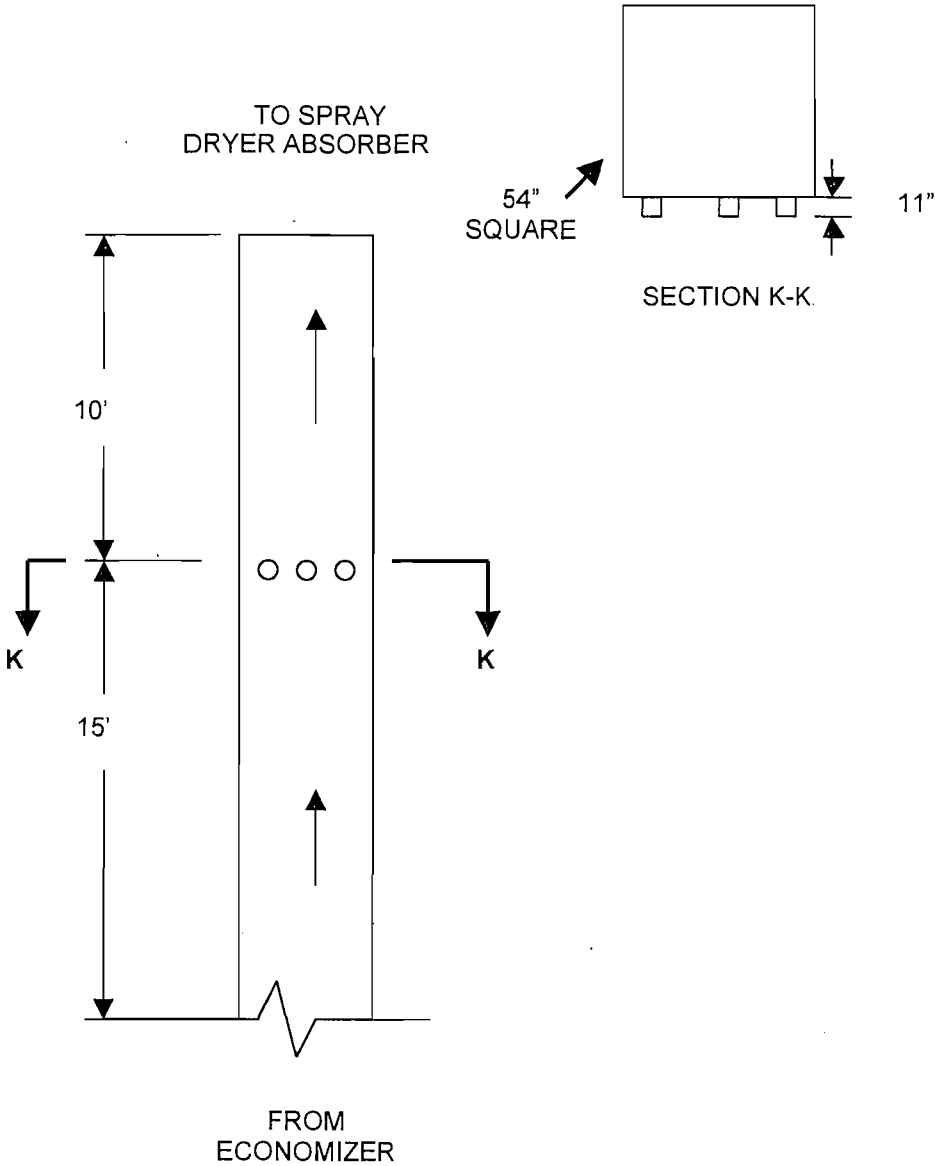 TO SPRAY
DRYER ABSORBER
54"
SQUARE
11"
SECTION K-K
10'
K
K
15'
FROM
ECONOMIZER